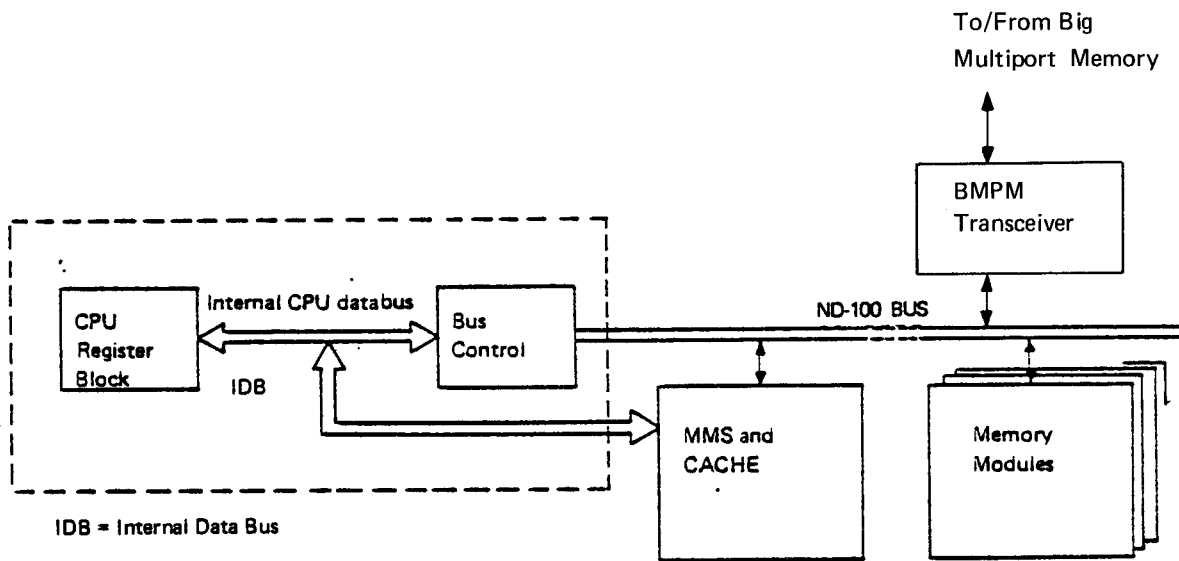 To/From Big
Multiport Memory
BMPM
Transceiver
CPU
Register
Block
Internal CPU databus
IDB
Bus
Control
ND-100 BUS
MMS and
CACHE
Memory
Modules
IDB = Internal Data Bus